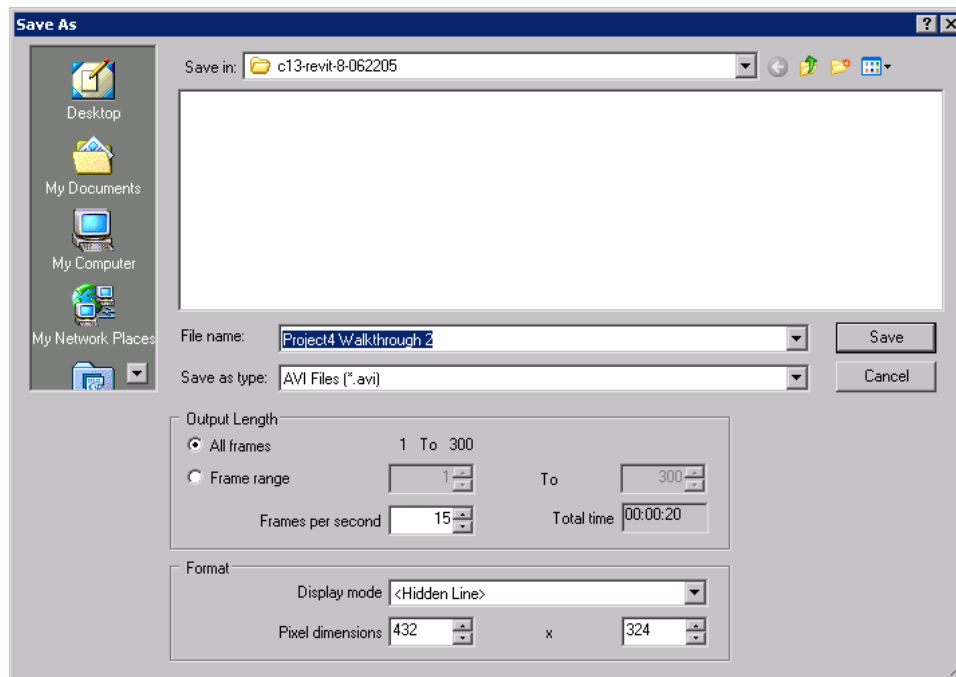 Save As
Save in: c13-revit-8-062205
Desktop
My Documents
My Computer
My Network Places
File name: Project4 Walkthrough 2
Save
Save as type: AVI Files (*.avi)
Cancel
Output Length
All frames 1 To 300
Frame range 1 To 300
Frames per second 15 Total time 00:00:20
Format
Display mode <Hidden Line>
Pixel dimensions 432 x 324